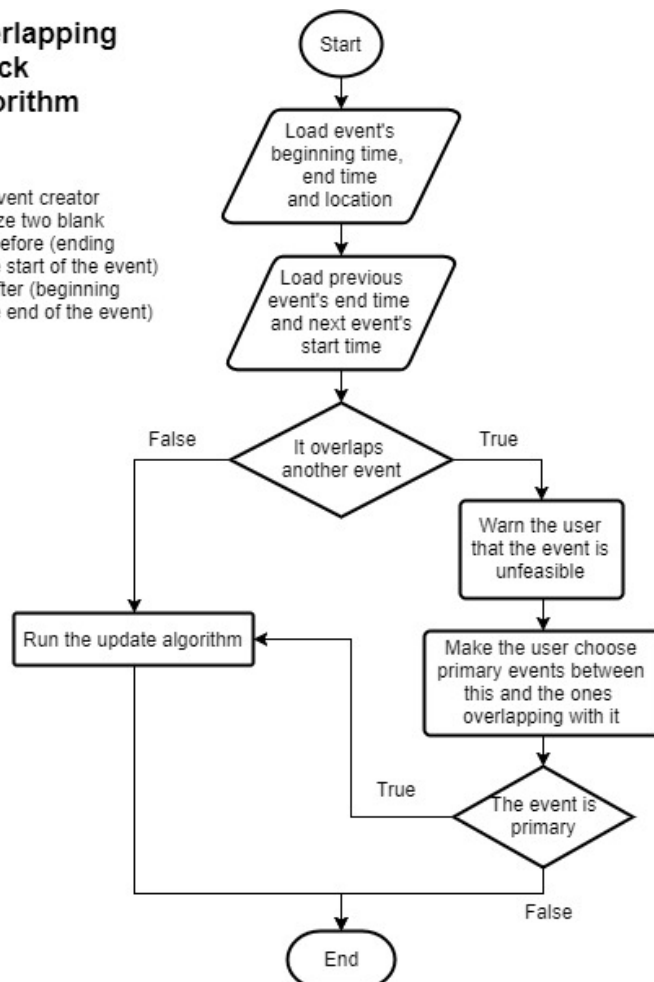 erlapping
ck
orithm
vent creator
ze two blank
efore (ending
e start of the event)
fter (beginning
e end of the event)
Start
Load event's
beginning time,
end time
and location
Load previous
event's end time
and next event's
start time
It overlaps
another event
False
True
Warn the user
that the event is
unfeasible
Run the update algorithm
Make the user choose
primary events between
this and the ones
overlapping with it
True
The event is
primary
False
End